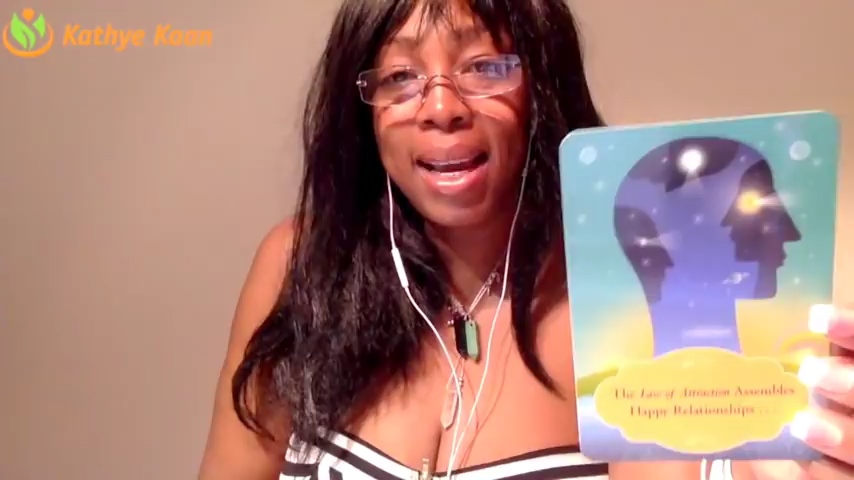 Kathye Kaan
The Law of Attraction Assembles
Happy Relationships ...